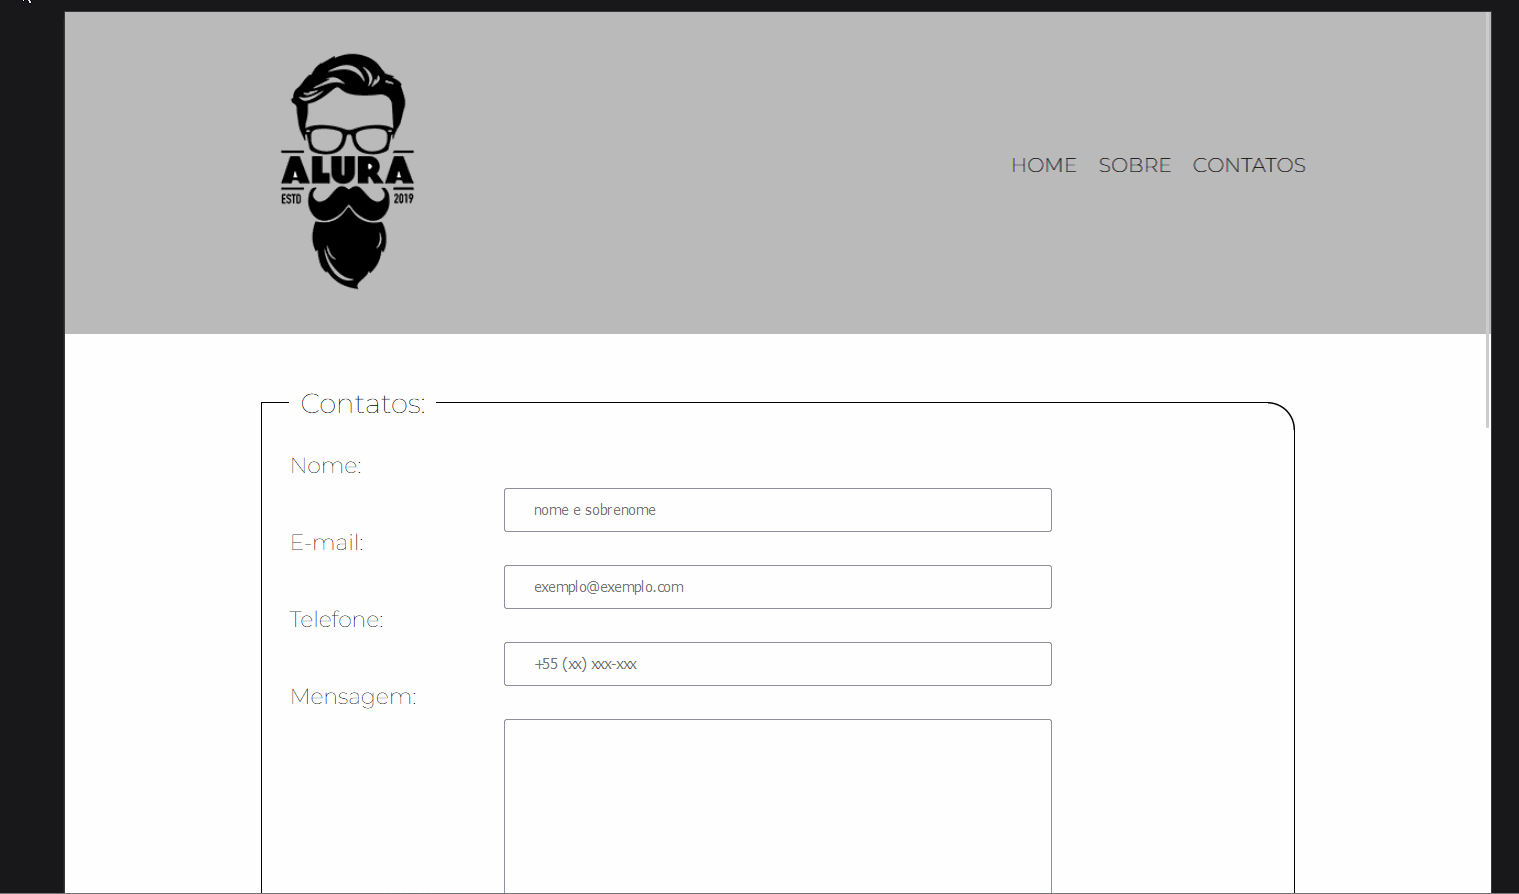 ALURA
ESTD 2019
HOME SOBRE CONTATOS
Contatos:
Nome:
nome e sobrenome
E-mail:
exemplo@exemplo.com
Telefone:
+55 (xx) xxx-xxx
Mensagem: